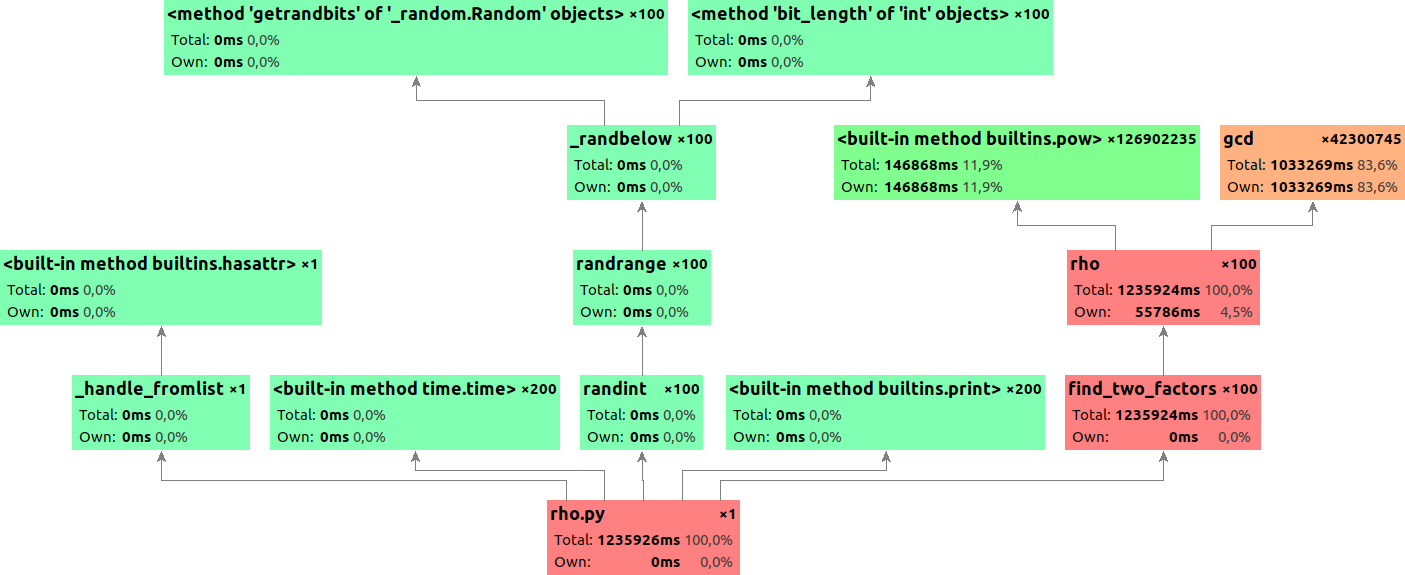 <method 'getrandbits' of '_random.Random' objects> ×100
Total: 0ms 0,0%
Own: 0ms 0,0%
<method 'bit_length' of 'int' objects> ×100
Total: 0ms 0,0%
Own: 0ms 0,0%
_randbelow ×100
Total: 0ms 0,0%
Own: 0ms 0,0%
<built-in method builtins.pow> ×126902235
Total: 146868ms 11,9%
Own: 146868ms 11,9%
gcd ×42300745
Total: 1033269ms 83,6%
Own: 1033269ms 83,6%
<built-in method builtins.hasattr> ×1
Total: 0ms 0,0%
Own: 0ms 0,0%
randrange ×100
Total: 0ms 0,0%
Own: 0ms 0,0%
rho ×100
Total: 1235924ms 100,0%
Own: 55786ms 4,5%
_handle_fromlist ×1
Total: 0ms 0,0%
Own: 0ms 0,0%
<built-in method time.time> ×200
Total: 0ms 0,0%
Own: 0ms 0,0%
randint ×100
Total: 0ms 0,0%
Own: 0ms 0,0%
<built-in method builtins.print> ×200
Total: 0ms 0,0%
Own: 0ms 0,0%
find_two_factors ×100
Total: 1235924ms 100,0%
Own: 0ms 0,0%
rho.py ×1
Total: 1235926ms 100,0%
Own: 0ms 0,0%